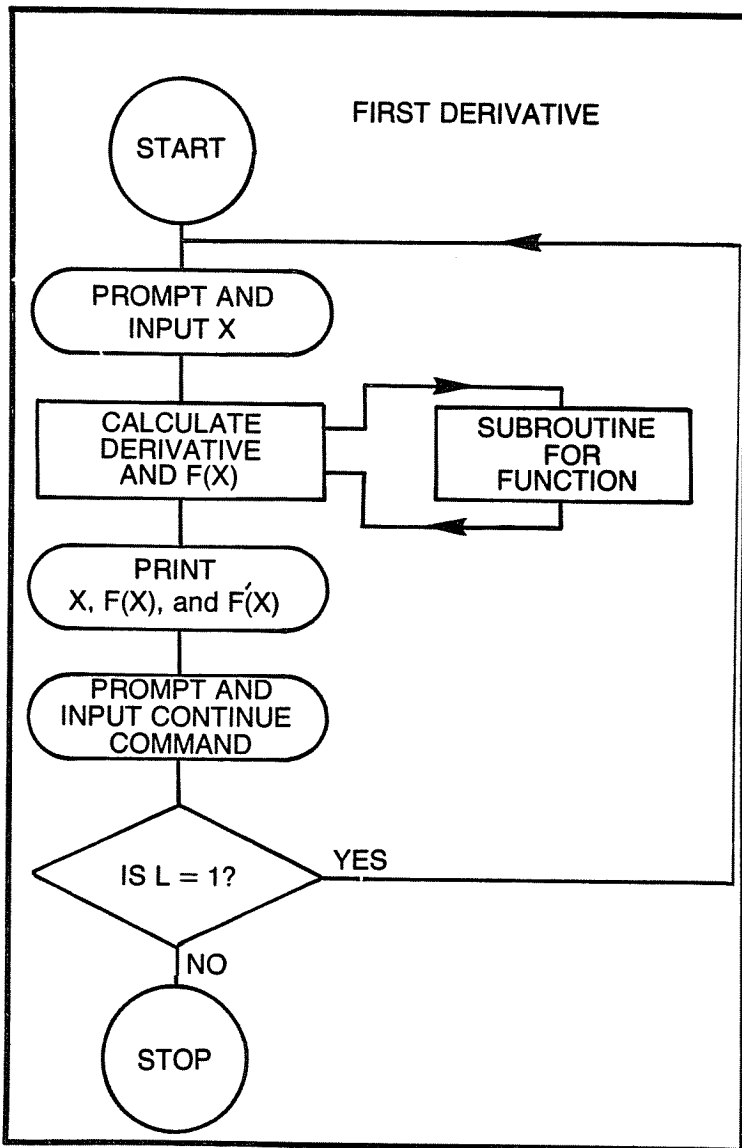 FIRST DERIVATIVE
START
PROMPT AND
INPUT X
CALCULATE
DERIVATIVE
AND F(X)
SUBROUTINE
FOR
FUNCTION
PRINT
X, F(X), and F′(X)
PROMPT AND
INPUT CONTINUE
COMMAND
IS L = 1?
YES
NO
STOP